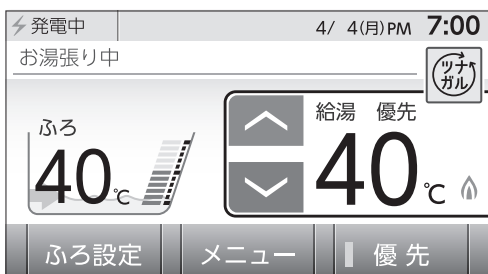 発電中 4/ 4(月)PM 7:00
お湯張り中
ツナ
ガル
ふろ
40℃
給湯 優先
40℃
ふろ設定 メニュー 優先